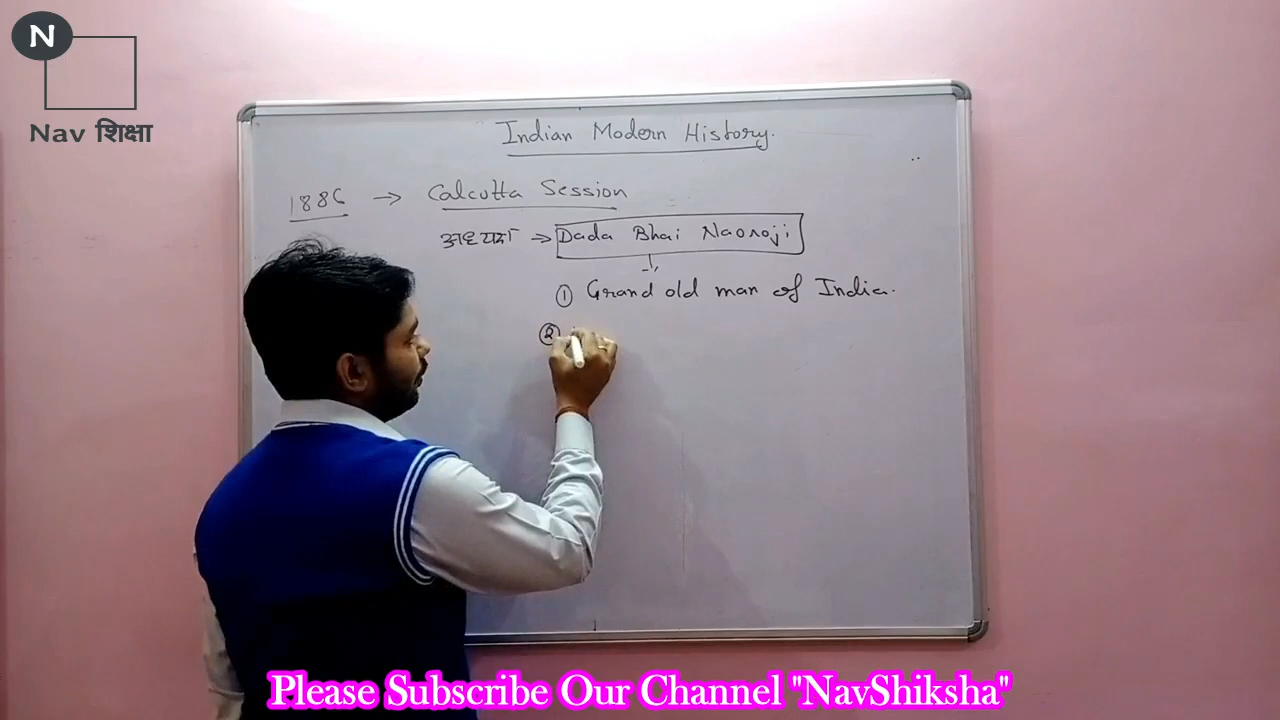 N
Nav शिक्षा
Indian Modern History.
1886 → Calcutta Session
अध्यक्ष → Dada Bhai Naoroji
① Grand old man of India.
②
Please Subscribe Our Channel "NavShiksha"